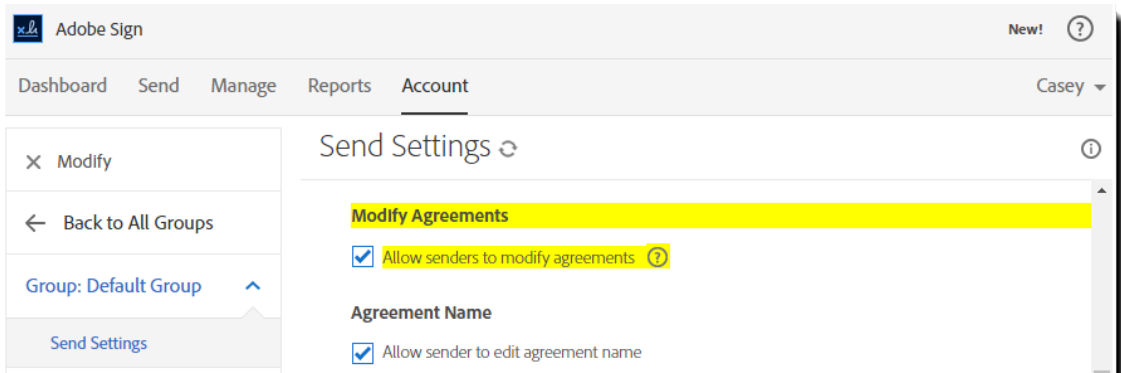 Adobe Sign
New!
Dashboard Send Manage Reports Account Casey
Modify
Back to All Groups
Group: Default Group
Send Settings
Send Settings
Modify Agreements
Allow senders to modify agreements
Agreement Name
Allow sender to edit agreement name